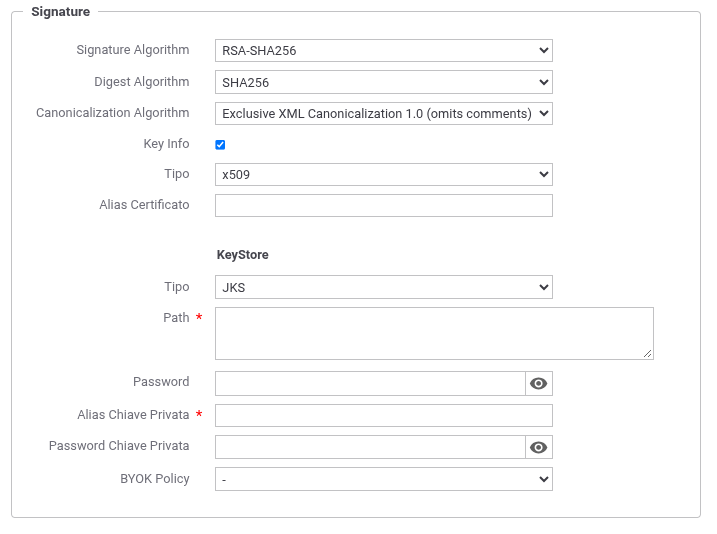 Signature
Signature Algorithm RSA-SHA256
Digest Algorithm SHA256
Canonicalization Algorithm Exclusive XML Canonicalization 1.0 (omits comments)
Key Info
Tipo x509
Alias Certificato
KeyStore
Tipo JKS
Path *
Password
Alias Chiave Privata *
Password Chiave Privata
BYOK Policy -